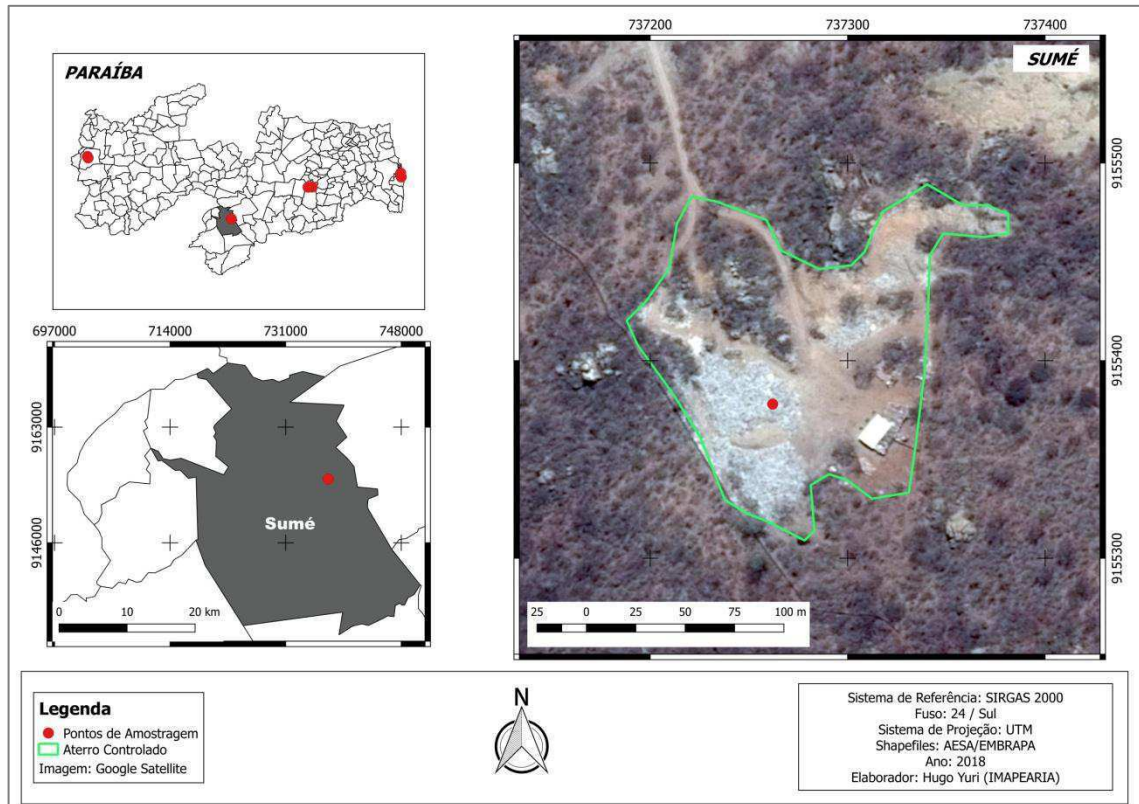 PARAÍBA
697000 714000 731000 748000
9163000
9146000
Sumé
0 10 20 km
737200 737300 737400
SUMÉ
9155500
9155400
9155300
25 0 25 50 75 100 m
Legenda
Pontos de Amostragem
Aterro Controlado
Imagem: Google Satellite
N
Sistema de Referência: SIRGAS 2000
Fuso: 24 / Sul
Sistema de Projeção: UTM
Shapefiles: AESA/EMBRAPA
Ano: 2018
Elaborador: Hugo Yuri (IMAPEARIA)